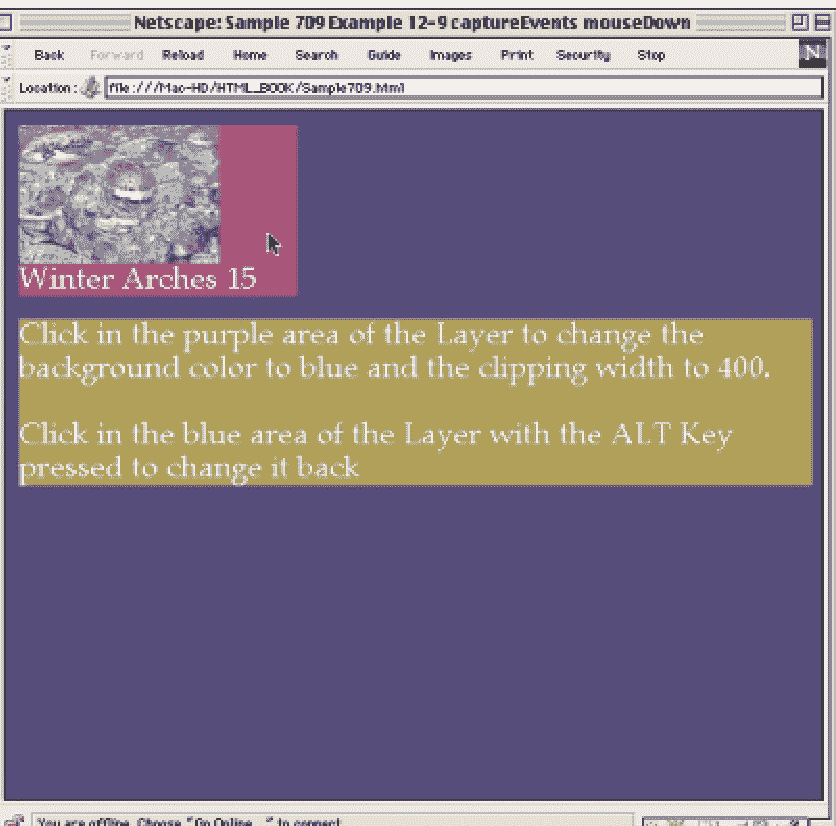 Netscape: Sample 709 Example 12-9 captureEvents mouseDown
Back Forward Reload Home Search Guide Images Print Security Stop
N
Location: file:///Mac-HD/HTML_BOOK/Sample709.html
Winter Arches 15
Click in the purple area of the Layer to change the
background color to blue and the clipping width to 400.
Click in the blue area of the Layer with the ALT Key
pressed to change it back
You are offline. Choose "Go Online..." to connect